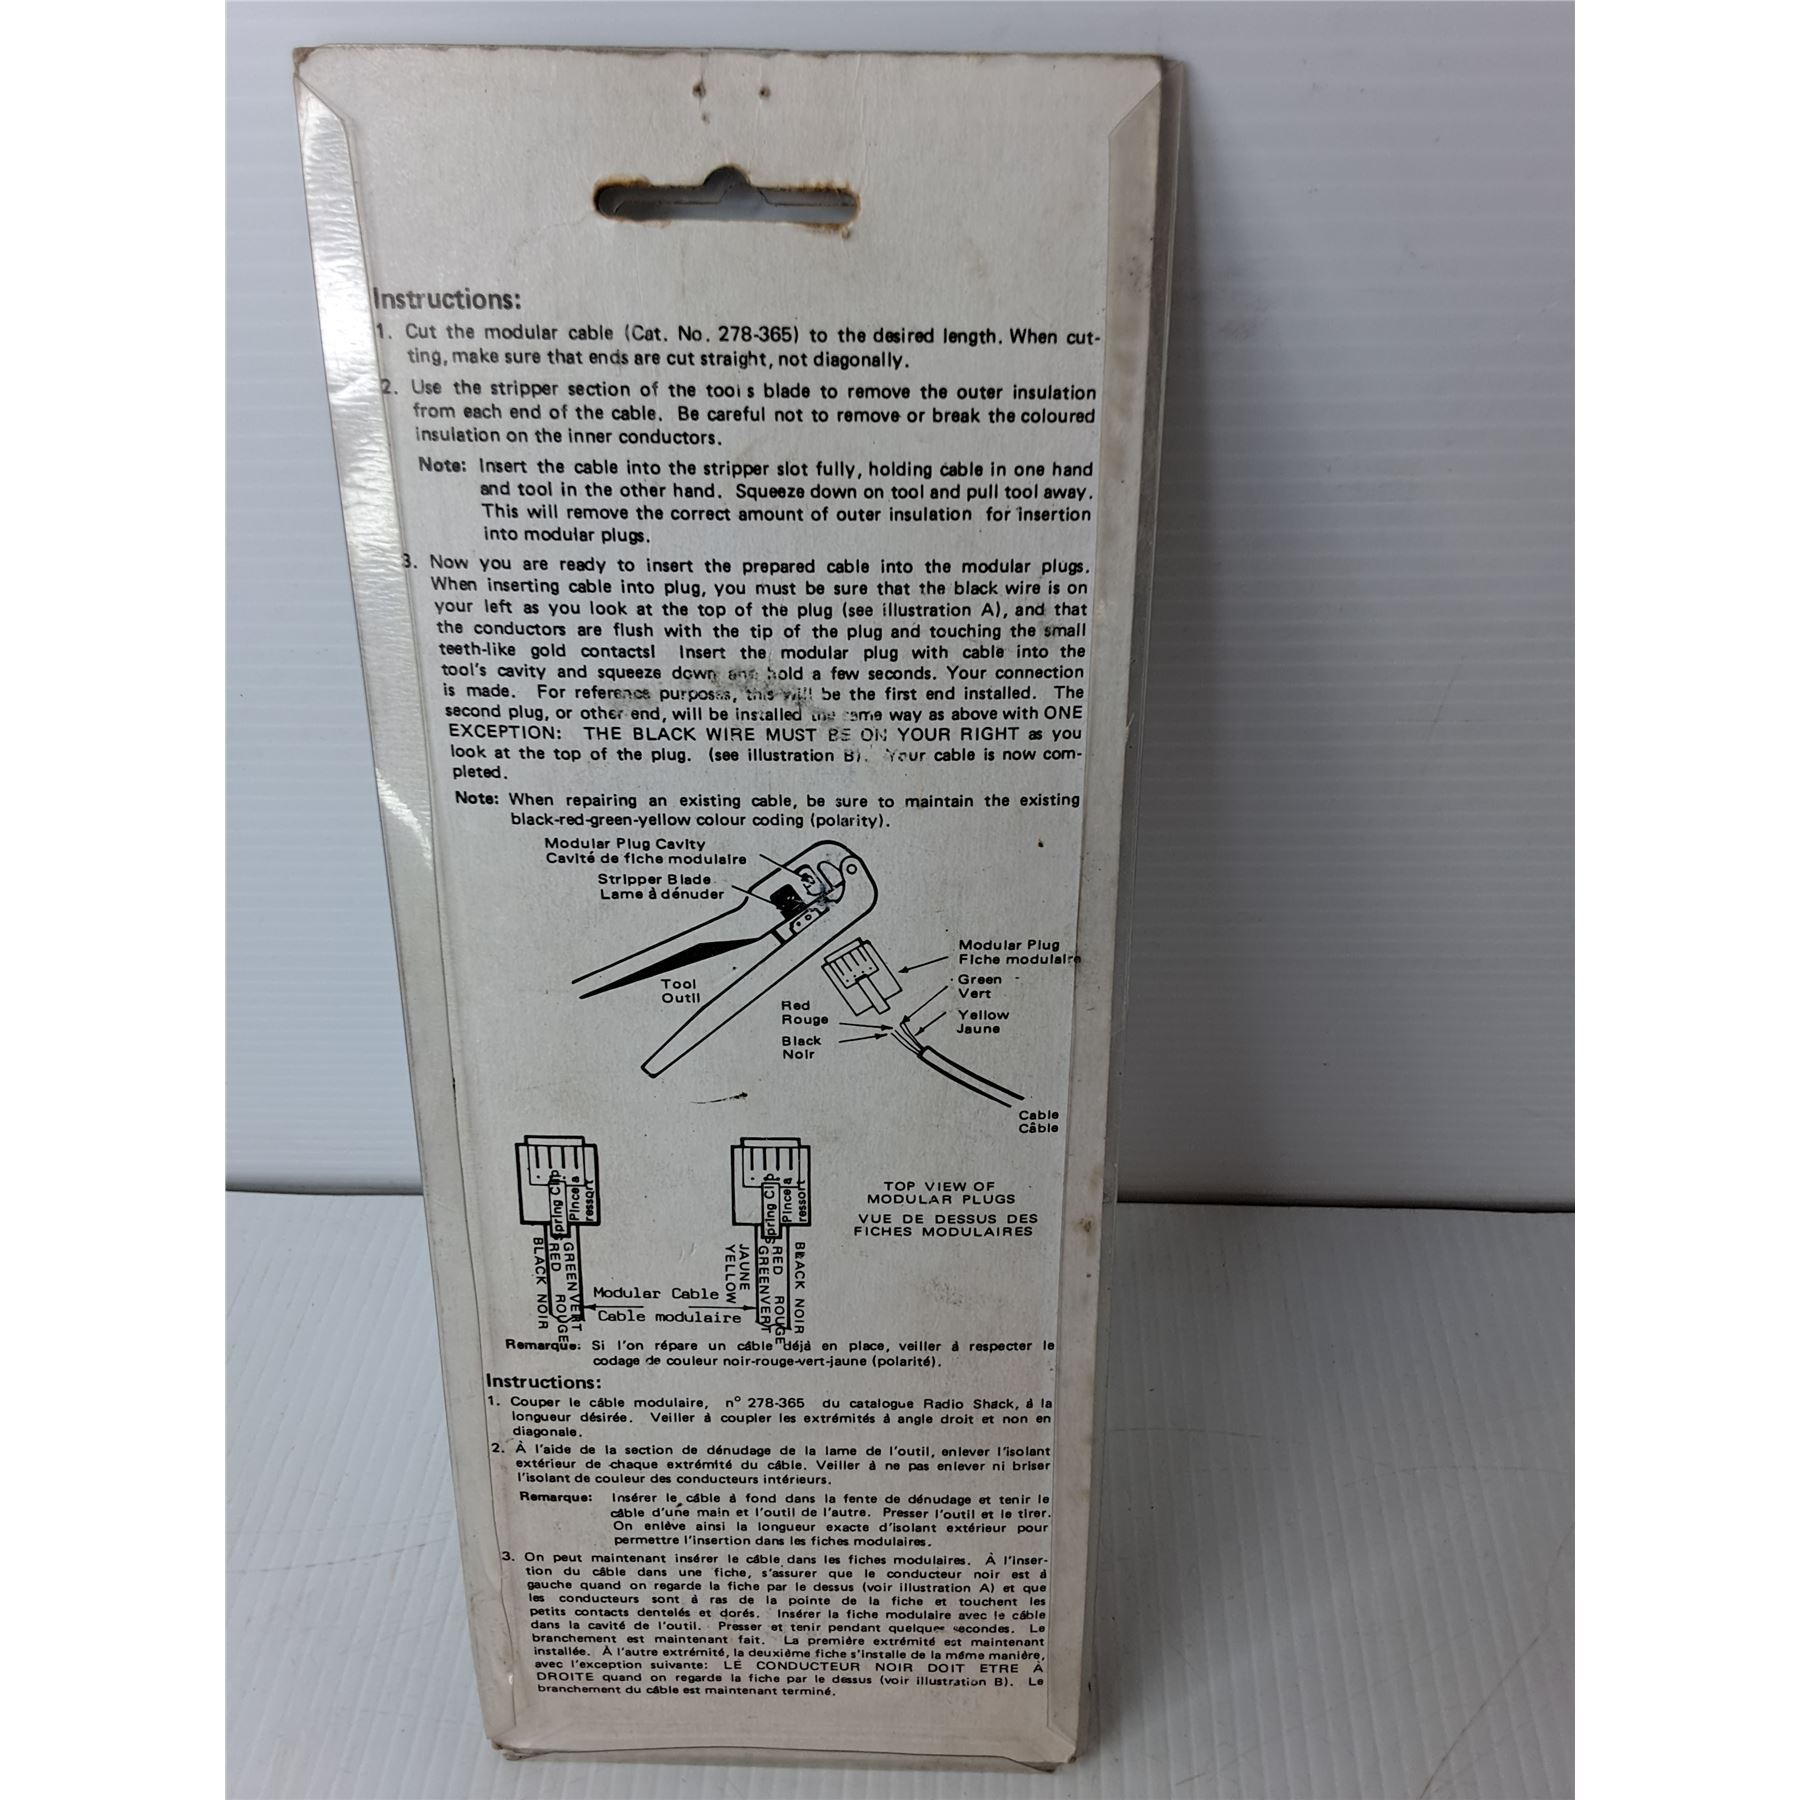 Instructions:
1. Cut the modular cable (Cat. No. 278-365) to the desired length. When cut-
ting, make sure that ends are cut straight, not diagonally.
2. Use the stripper section of the tool s blade to remove the outer insulation
from each end of the cable. Be careful not to remove or break the coloured
insulation on the inner conductors.
Note: Insert the cable into the stripper slot fully, holding cable in one hand
and tool in the other hand. Squeeze down on tool and pull tool away.
This will remove the correct amount of outer insulation for insertion
into modular plugs.
3. Now you are ready to insert the prepared cable into the modular plugs.
When inserting cable into plug, you must be sure that the black wire is on
your left as you look at the top of the plug (see illustration A), and that
the conductors are flush with the tip of the plug and touching the small
teeth-like gold contacts! Insert the modular plug with cable into the
tool's cavity and squeeze down and hold a few seconds. Your connection
is made. For reference purposes, this will be the first end installed. The
second plug, or other end, will be installed the same way as above with ONE
EXCEPTION: THE BLACK WIRE MUST BE ON YOUR RIGHT as you
look at the top of the plug. (see illustration B). Your cable is now com-
pleted.
Note: When repairing an existing cable, be sure to maintain the existing
black-red-green-yellow colour coding (polarity).
Modular Plug Cavity
Cavité de fiche modulaire
Stripper Blade
Lame à dénuder
Tool
Outil
Modular Plug
Fiche modulaire
Green
Vert
Red
Rouge
Yellow
Jaune
Black
Noir
Cable
Câble
Spring Clip
Pince à
ressort
BLACK NOIR
RED ROUGE
GREEN VERT
Spring Clip
Pince à
ressort
YELLOW
JAUNE
GREEN VERT
RED ROUGE
BLACK NOIR
TOP VIEW OF
MODULAR PLUGS
VUE DE DESSUS DES
FICHES MODULAIRES
Modular Cable
Cable modulaire
Remarque: Si l'on répare un câble déjà en place, veiller à respecter le
codage de couleur noir-rouge-vert-jaune (polarité).
Instructions:
1. Couper le câble modulaire, nº 278-365 du catalogue Radio Shack, à la
longueur désirée. Veiller à coupler les extrémités à angle droit et non en
diagonale.
2. À l'aide de la section de dénudage de la lame de l'outil, enlever l'isolant
extérieur de chaque extrémité du câble. Veiller à ne pas enlever ni briser
l'isolant de couleur des conducteurs intérieurs.
Remarque: Insérer le câble à fond dans la fente de dénudage et tenir le
câble d'une main et l'outil de l'autre. Presser l'outil et le tirer.
On enlève ainsi la longueur exacte d'isolant extérieur pour
permettre l'insertion dans les fiches modulaires.
3. On peut maintenant insérer le câble dans les fiches modulaires. À l'inser-
tion du câble dans une fiche, s'assurer que le conducteur noir est à
gauche quand on regarde la fiche par le dessus (voir illustration A) et que
les conducteurs sont à ras de la pointe de la fiche et touchent les
petits contacts dentelés et dorés. Insérer la fiche modulaire avec le câble
dans la cavité de l'outil. Presser et tenir pendant quelques secondes. Le
branchement est maintenant fait. La première extrémité est maintenant
installée. À l'autre extrémité, la deuxième fiche s'installe de la même manière,
avec l'exception suivante: LE CONDUCTEUR NOIR DOIT ETRE À
DROITE quand on regarde la fiche par le dessus (voir illustration B). Le
branchement du câble est maintenant terminé.